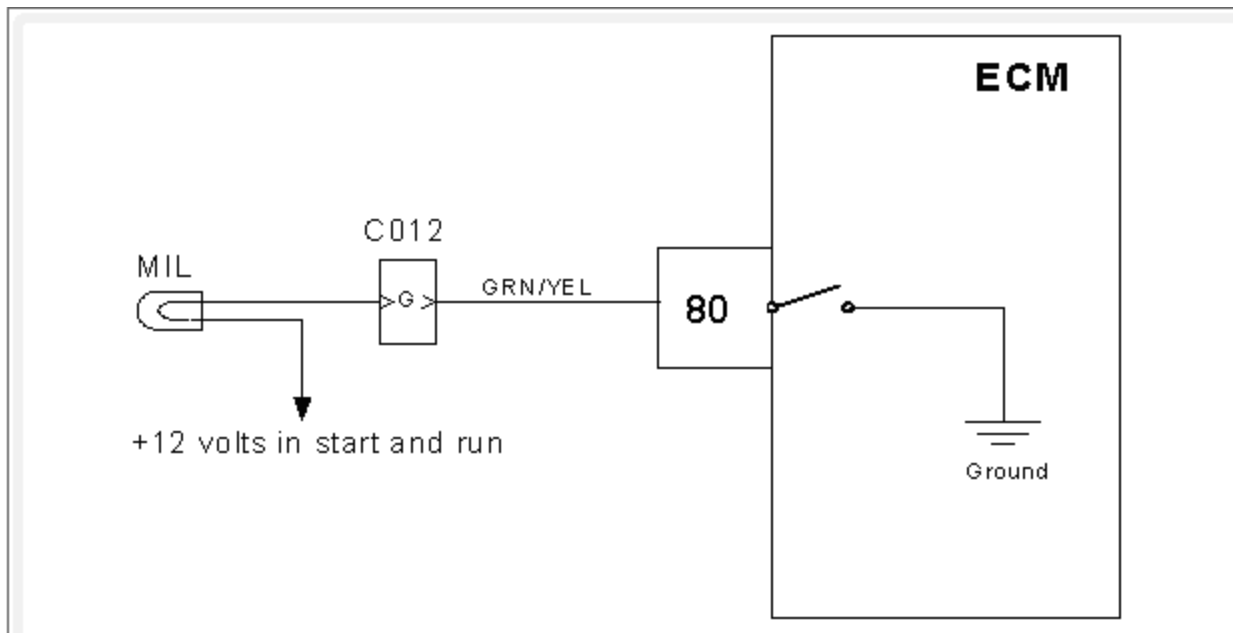 ECM
C012
MIL
>G>
GRN/YEL
80
+12 volts in start and run
Ground